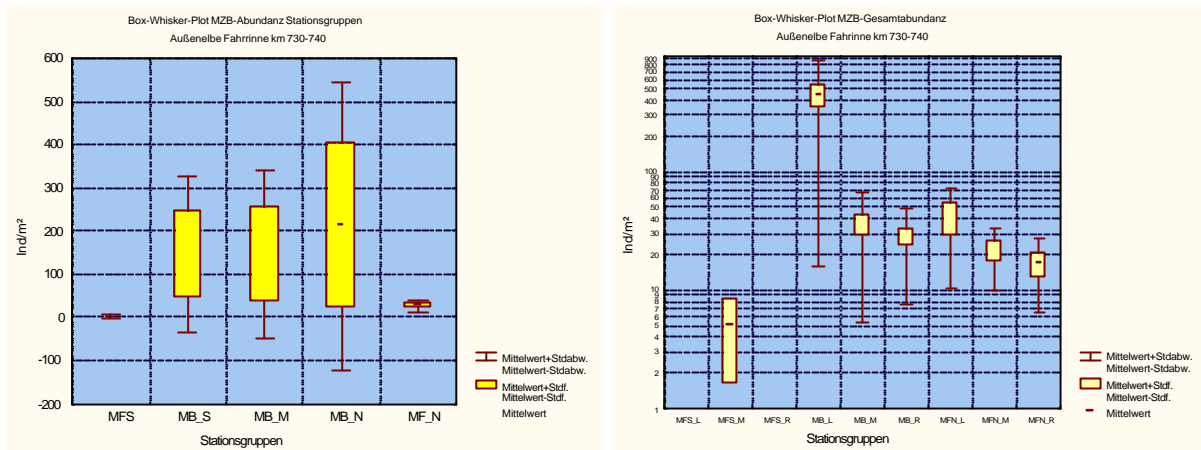 Box-Whisker-Plot MZB-Abundanz Stationsgruppen
Außenelbe Fahrrinne km 730-740
600
500
400
300
200
100
0
-100
-200
Ind/m²
MFS MB_S MB_M MB_N MF_N
Stationsgruppen
Mittelwert+Stdabw.
Mittelwert-Stdabw.
Mittelwert+Stdf.
Mittelwert-Stdf.
Mittelwert
Box-Whisker-Plot MZB-Gesamtabundanz
Außenelbe Fahrrinne km 730-740
900
800
700
600
500
400
300
200
100
90
80
70
60
50
40
30
20
10
9
8
7
6
5
4
3
2
1
Ind/m²
MFS_L MFS_M MFS_R MB_L MB_M MB_R MFN_L MFN_M MFN_R
Stationsgruppen
Mittelwert+Stdabw.
Mittelwert-Stdabw.
Mittelwert+Stdf.
Mittelwert-Stdf.
Mittelwert